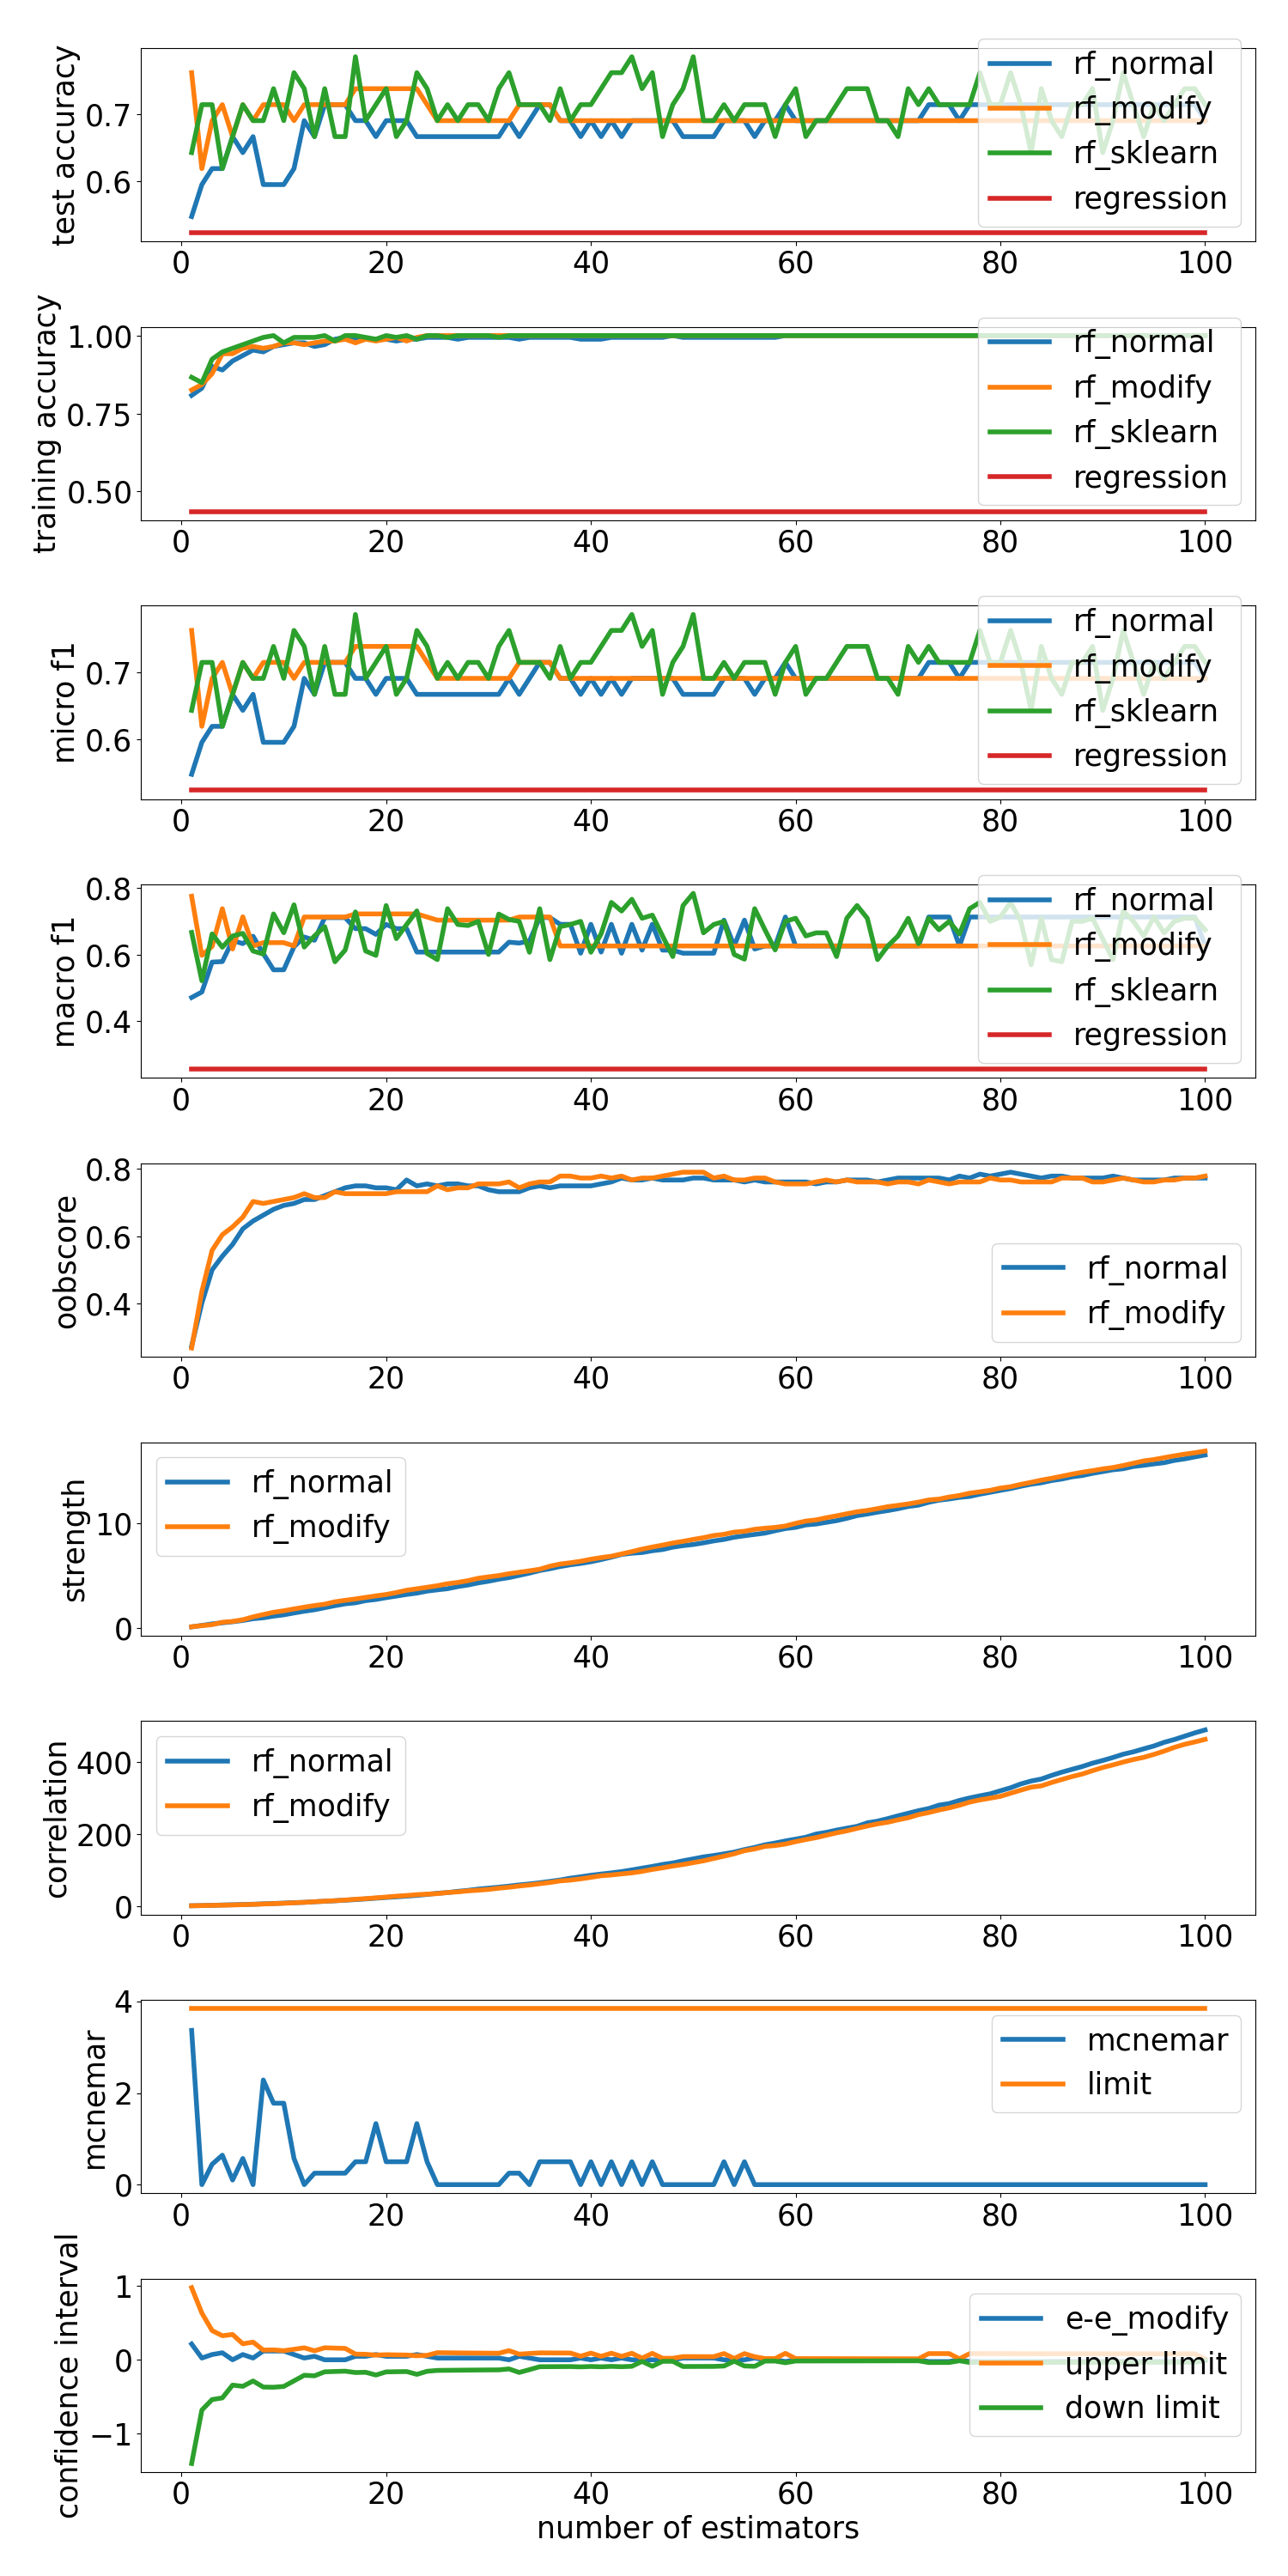 test accuracy
0.7
0.6
rf_normal
rf_modify
rf_sklearn
regression
0 20 40 60 80 100
training accuracy
1.00
0.75
0.50
rf_normal
rf_modify
rf_sklearn
regression
0 20 40 60 80 100
micro f1
0.7
0.6
rf_normal
rf_modify
rf_sklearn
regression
0 20 40 60 80 100
macro f1
0.8
0.6
0.4
rf_normal
rf_modify
rf_sklearn
regression
0 20 40 60 80 100
oobscore
0.8
0.6
0.4
rf_normal
rf_modify
0 20 40 60 80 100
strength
10
0
rf_normal
rf_modify
0 20 40 60 80 100
correlation
400
200
0
rf_normal
rf_modify
0 20 40 60 80 100
mcnemar
4
2
0
mcnemar
limit
0 20 40 60 80 100
confidence interval
1
0
−1
e-e_modify
upper limit
down limit
0 20 40 60 80 100
number of estimators